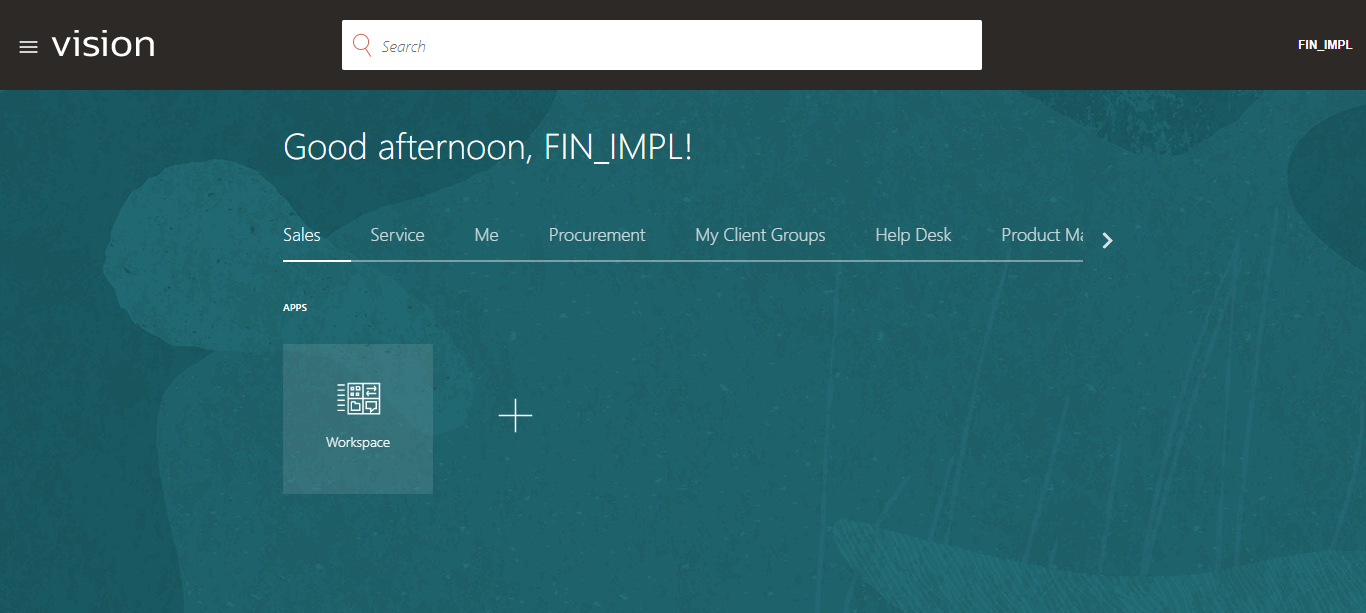 vision
Search
FIN_IMPL
Good afternoon, FIN_IMPL!
Sales Service Me Procurement My Client Groups Help Desk Product Ma
APPS
Workspace